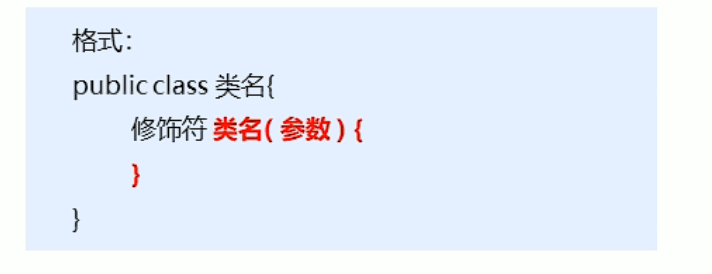 格式：
public class 类名{
修饰符 类名( 参数 ) {
}
}